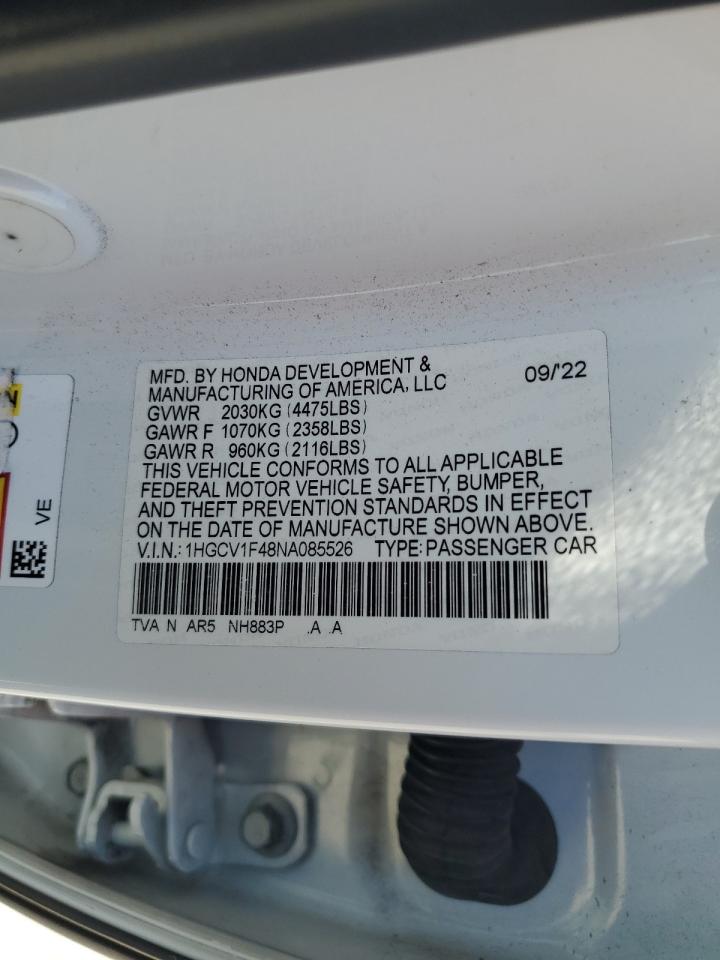 MFD. BY HONDA DEVELOPMENT &
MANUFACTURING OF AMERICA, LLC 09/'22
GVWR 2030KG (4475LBS)
GAWR F 1070KG (2358LBS)
GAWR R 960KG (2116LBS)
THIS VEHICLE CONFORMS TO ALL APPLICABLE
FEDERAL MOTOR VEHICLE SAFETY, BUMPER,
AND THEFT PREVENTION STANDARDS IN EFFECT
ON THE DATE OF MANUFACTURE SHOWN ABOVE.
V.I.N.: 1HGCV1F48NA085526 TYPE: PASSENGER CAR
TVA N AR5 NH883P .A .A
VE